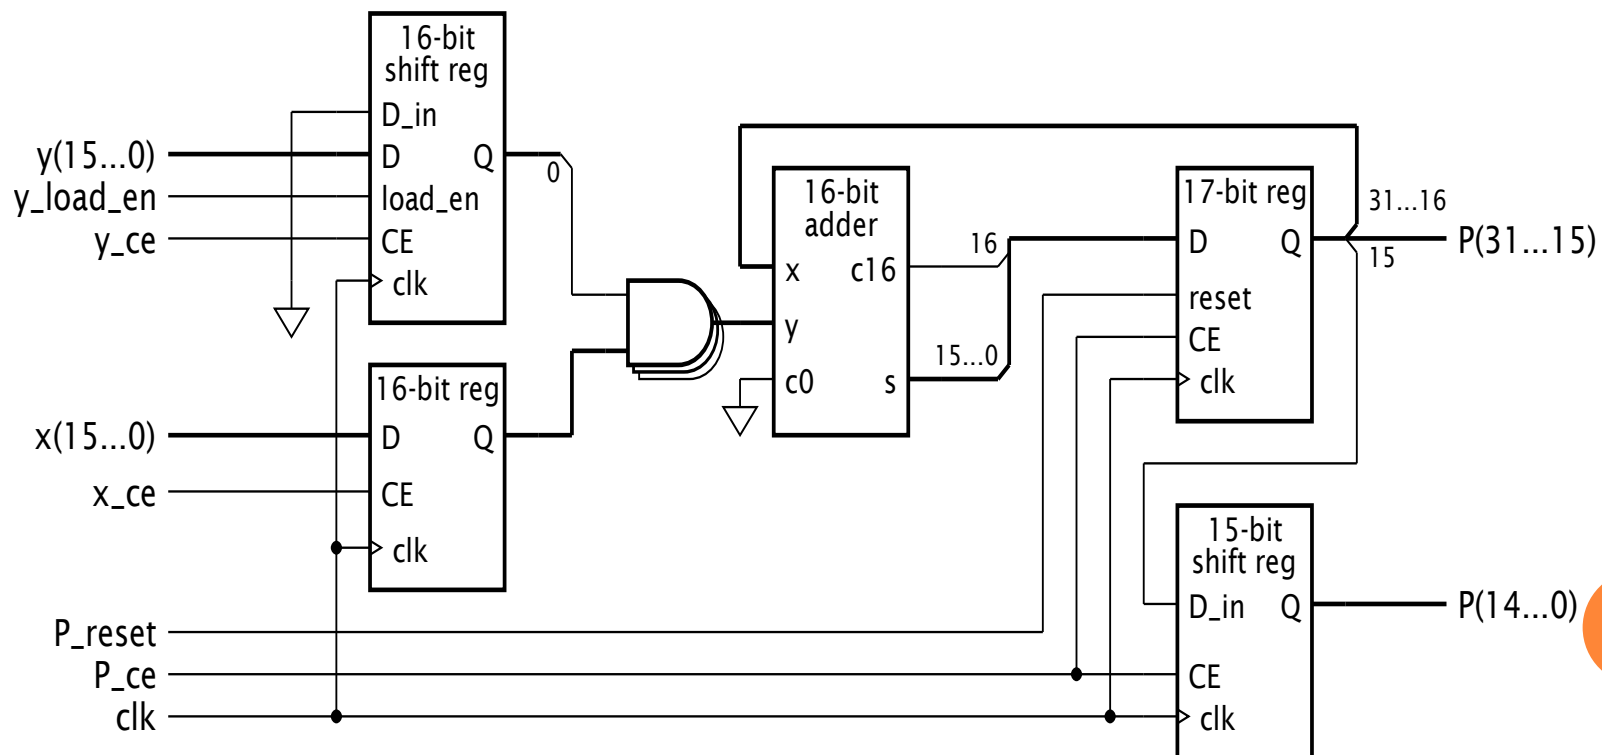 16-bit
shift reg
D_in
y(15...0)
D
Q
0
y_load_en
load_en
y_ce
CE
clk
16-bit reg
x(15...0)
D
Q
x_ce
CE
clk
16-bit
adder
x
c16
16
y
15...0
c0
s
17-bit reg
31...16
D
Q
P(31...15)
15
reset
CE
clk
15-bit
shift reg
D_in
Q
P(14...0)
P_reset
P_ce
CE
clk
clk